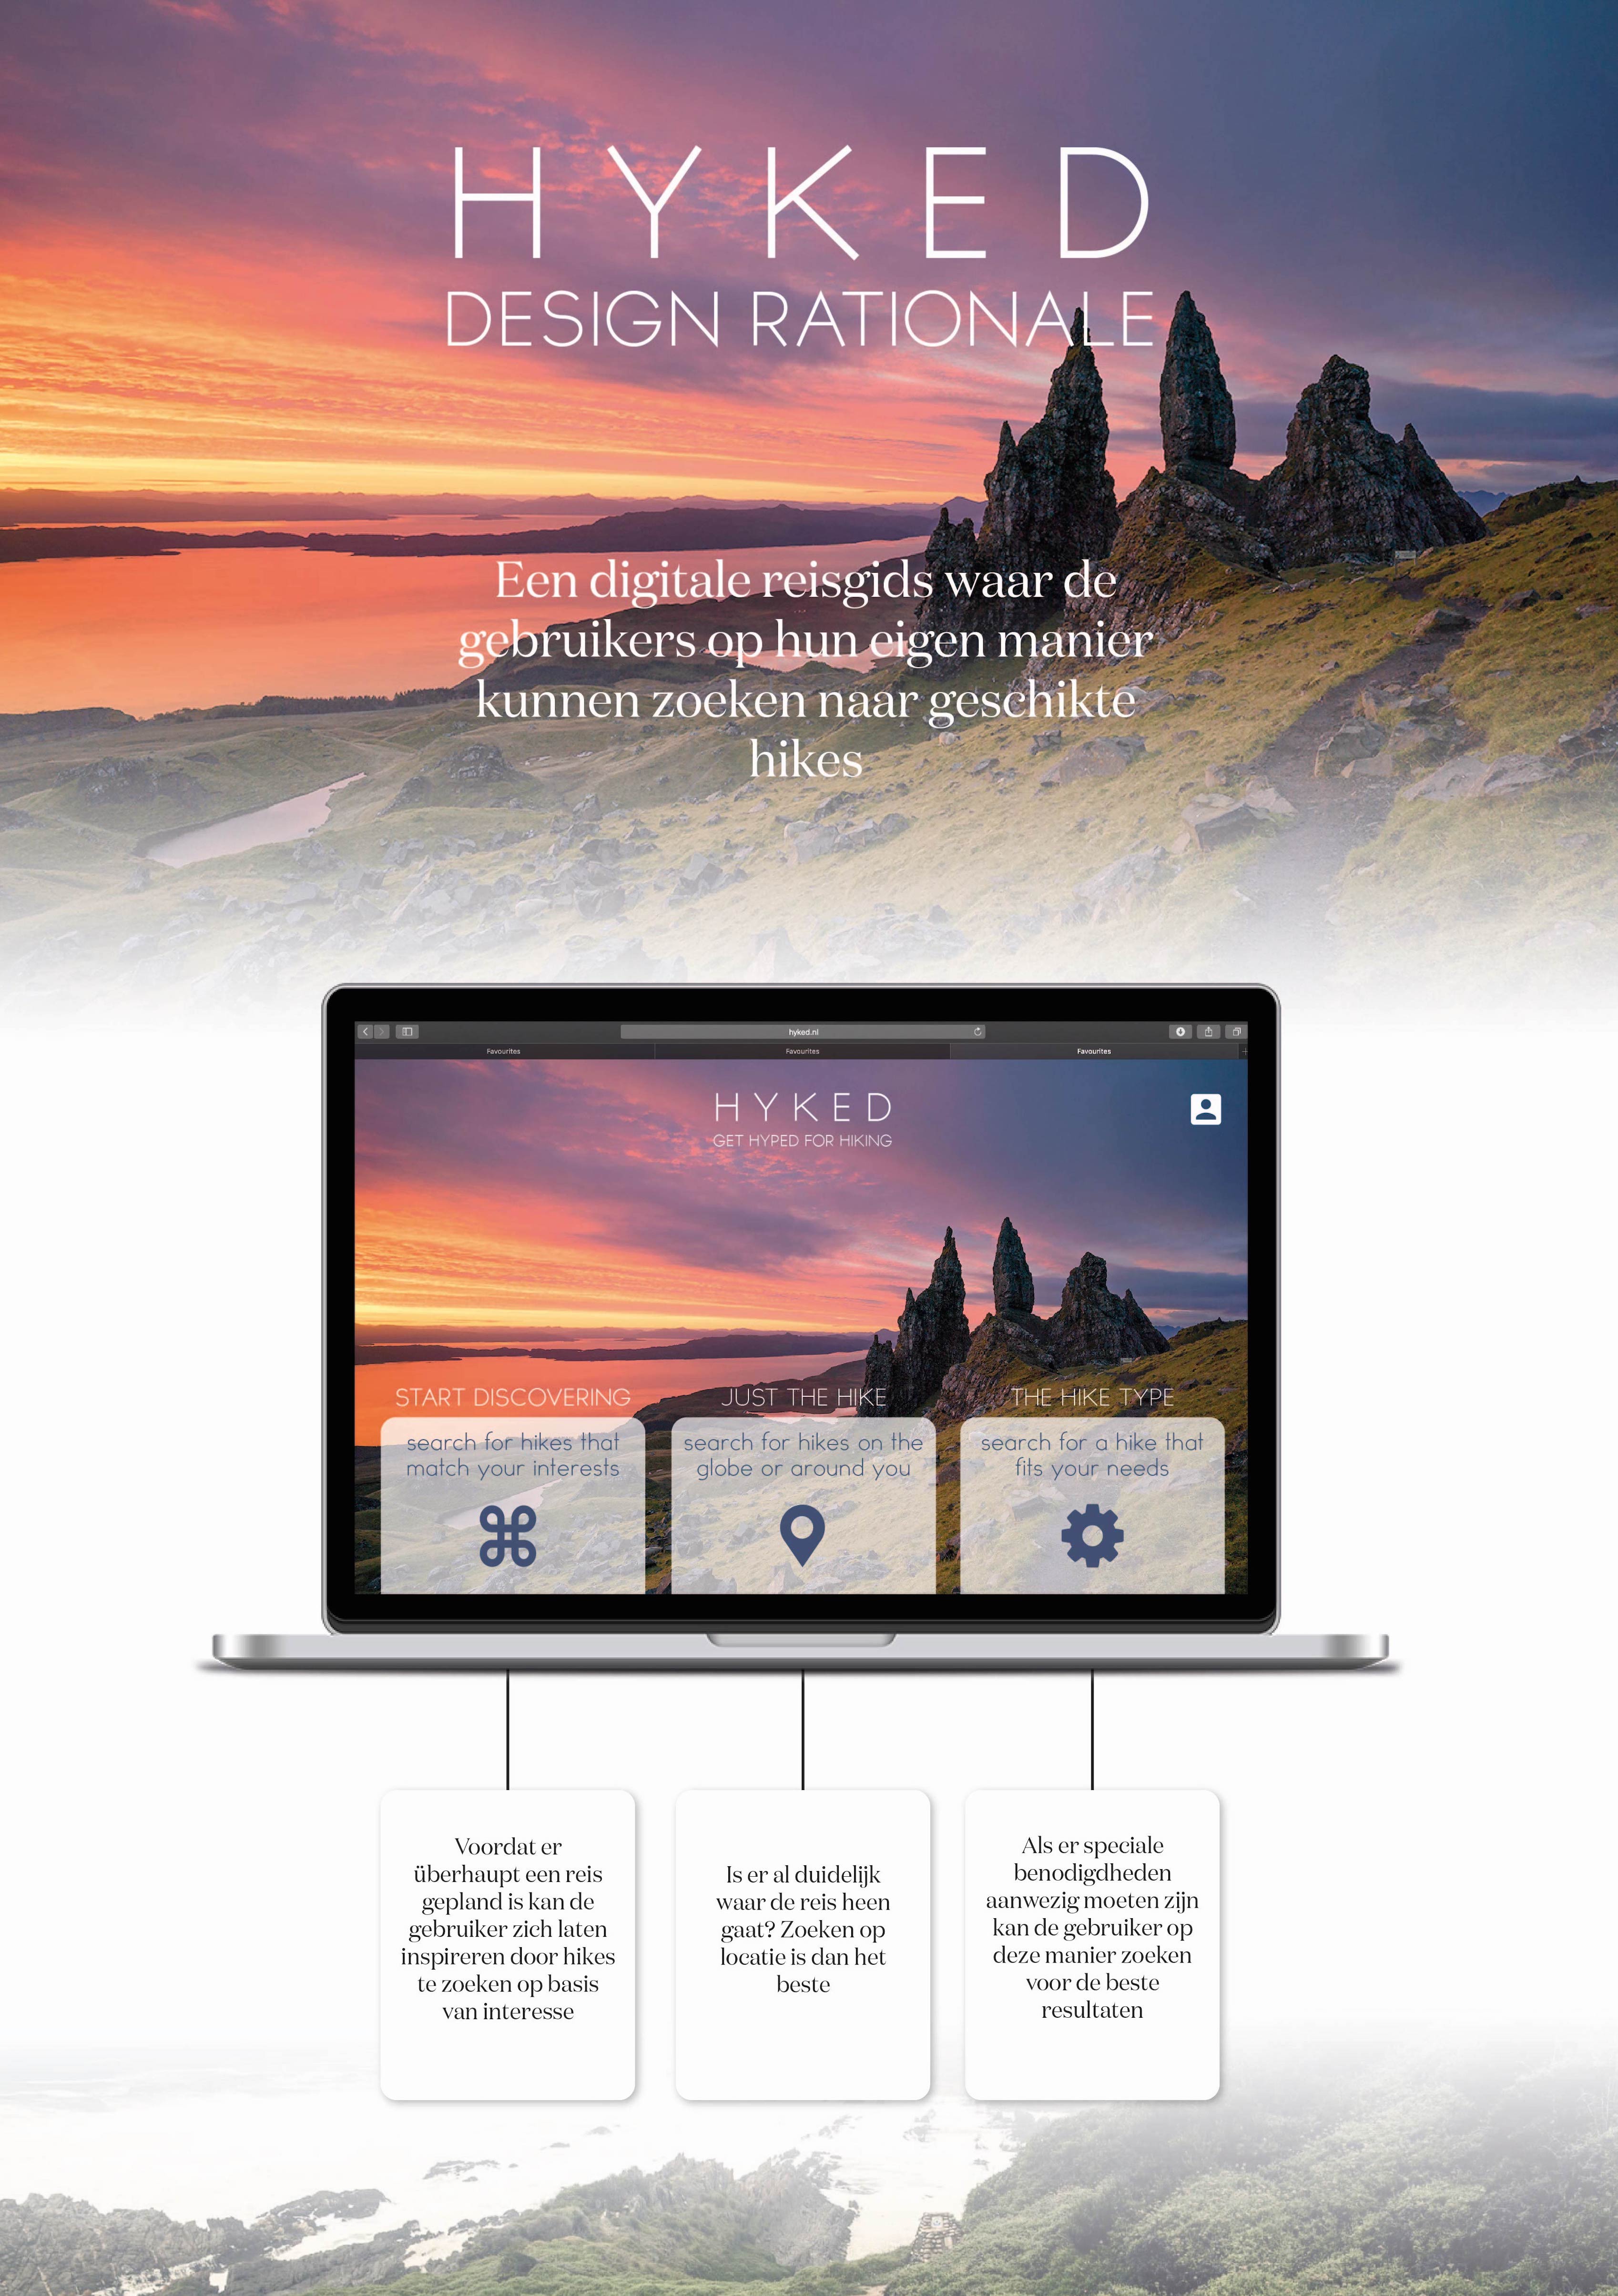 HYKED
DESIGN RATIONALE
Een digitale reisgids waar de
gebruikers op hun eigen manier
kunnen zoeken naar geschikte
hikes
hyked.nl
Favourites
Favourites
Favourites
HYKED
GET HYPED FOR HIKING
START DISCOVERING
search for hikes that
match your interests
JUST THE HIKE
search for hikes on the
globe or around you
THE HIKE TYPE
search for a hike that
fits your needs
Voordat er
überhaupt een reis
gepland is kan de
gebruiker zich laten
inspireren door hikes
te zoeken op basis
van interesse
Is er al duidelijk
waar de reis heen
gaat? Zoeken op
locatie is dan het
beste
Als er speciale
benodigdheden
aanwezig moeten zijn
kan de gebruiker op
deze manier zoeken
voor de beste
resultaten